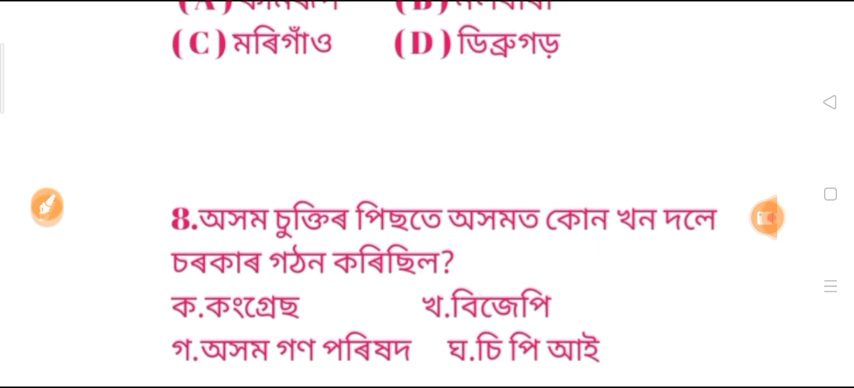 (C) মৰিগাঁও (D) ডিব্ৰুগড়
8.অসম চুক্তিৰ পিছতে অসমত কোন খন দলে
চৰকাৰ গঠন কৰিছিল?
ক.কংগ্ৰেছ খ.বিজেপি
গ.অসম গণ পৰিষদ ঘ.চি পি আই